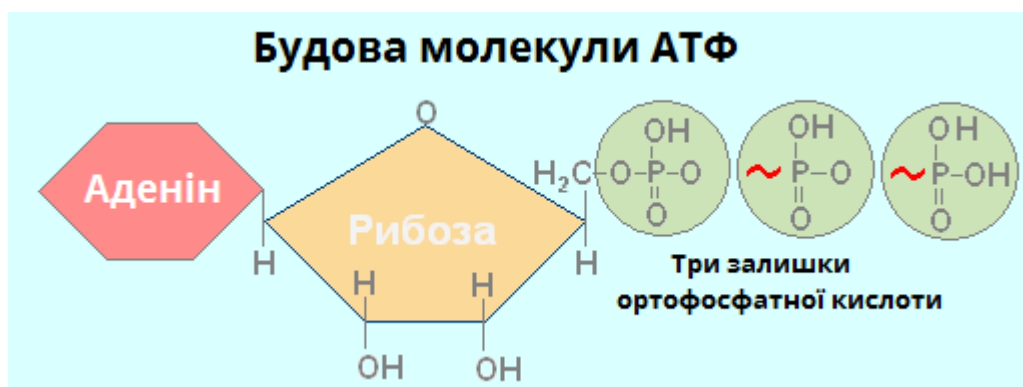 Будова молекули АТФ
Аденін
Рибоза
O
H
H
H
OH
OH
H
H₂C–O–P–O
OH
O
~P–O
OH
O
~P–OH
OH
O
Три залишки
ортофосфатної кислоти